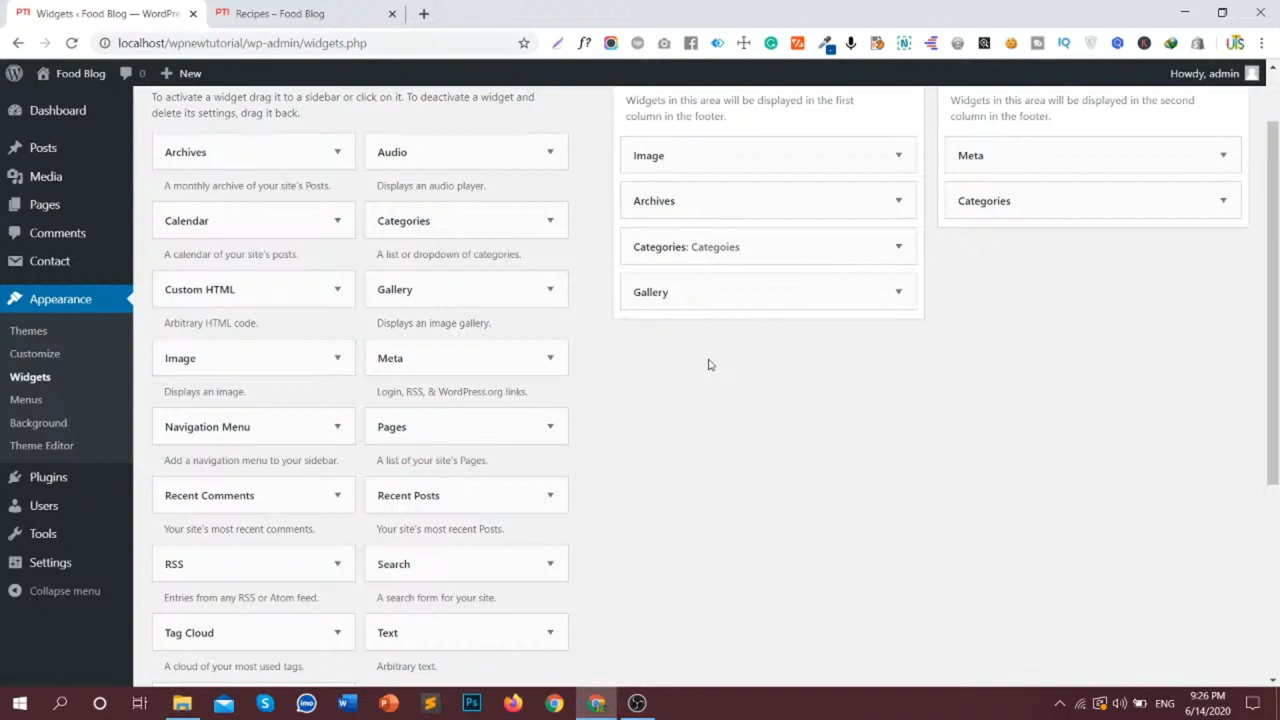 PTI Widgets ‹ Food Blog — WordPre
PTI Recipes – Food Blog
localhost/wpnewtutorial/wp-admin/widgets.php
Food Blog
0
New
Howdy, admin
Dashboard
Posts
Media
Pages
Comments
Contact
Appearance
Themes
Customize
Widgets
Menus
Background
Theme Editor
Plugins
Users
Tools
Settings
Collapse menu
To activate a widget drag it to a sidebar or click on it. To deactivate a widget and
delete its settings, drag it back.
Archives
A monthly archive of your site's Posts.
Audio
Displays an audio player.
Calendar
A calendar of your site's posts.
Categories
A list or dropdown of categories.
Custom HTML
Arbitrary HTML code.
Gallery
Displays an image gallery.
Image
Displays an image.
Meta
Login, RSS, & WordPress.org links.
Navigation Menu
Add a navigation menu to your sidebar.
Pages
A list of your site's Pages.
Recent Comments
Your site's most recent comments.
Recent Posts
Your site's most recent Posts.
RSS
Entries from any RSS or Atom feed.
Search
A search form for your site.
Tag Cloud
A cloud of your most used tags.
Text
Arbitrary text.
Widgets in this area will be displayed in the first
column in the footer.
Image
Archives
Categories: Categoies
Gallery
Widgets in this area will be displayed in the second
column in the footer.
Meta
Categories
ENG
9:26 PM
6/14/2020